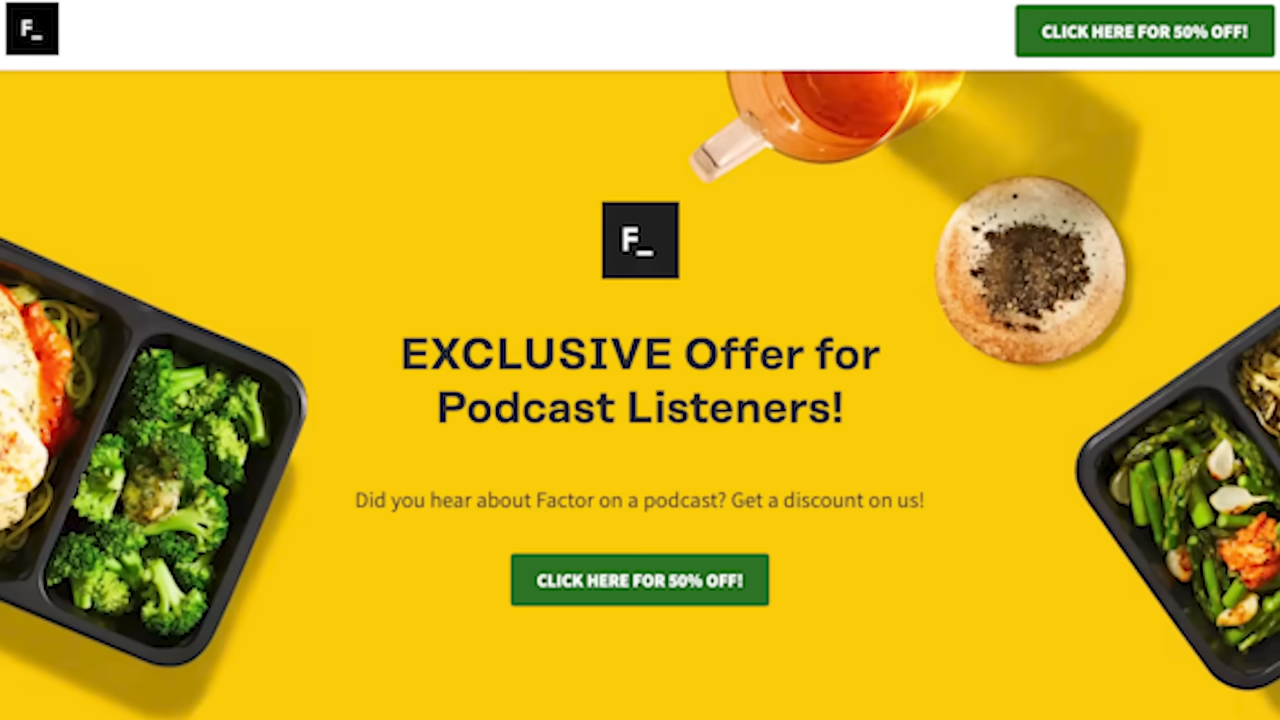 F_
CLICK HERE FOR 50% OFF!
F_
EXCLUSIVE Offer for
Podcast Listeners!
Did you hear about Factor on a podcast? Get a discount on us!
CLICK HERE FOR 50% OFF!